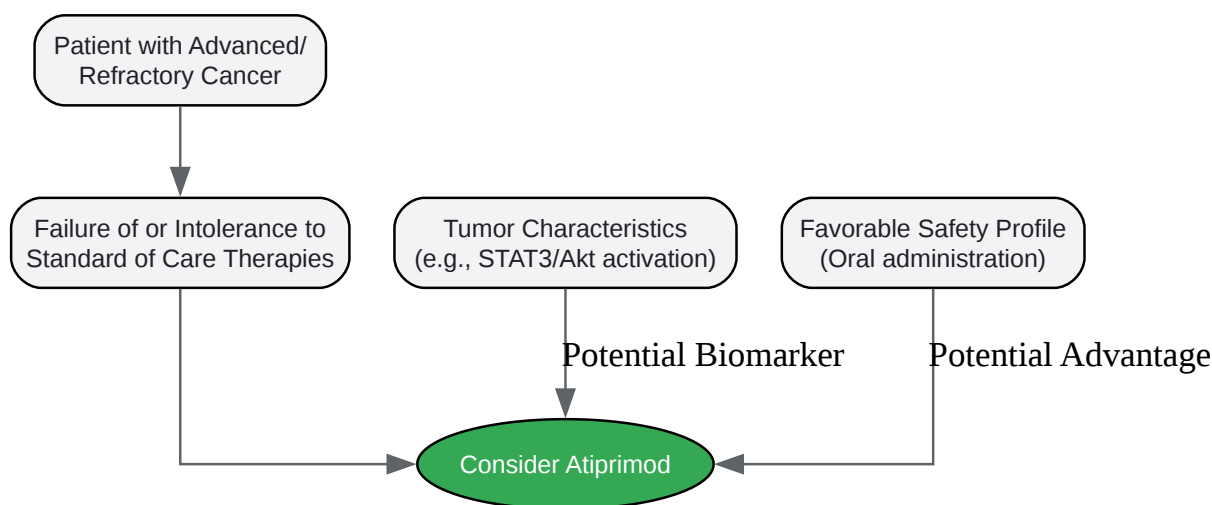 Patient with Advanced/
Refractory Cancer
Failure of or Intolerance to
Standard of Care Therapies
Tumor Characteristics
(e.g., STAT3/Akt activation)
Favorable Safety Profile
(Oral administration)
Potential Biomarker
Potential Advantage
Consider Atiprimod